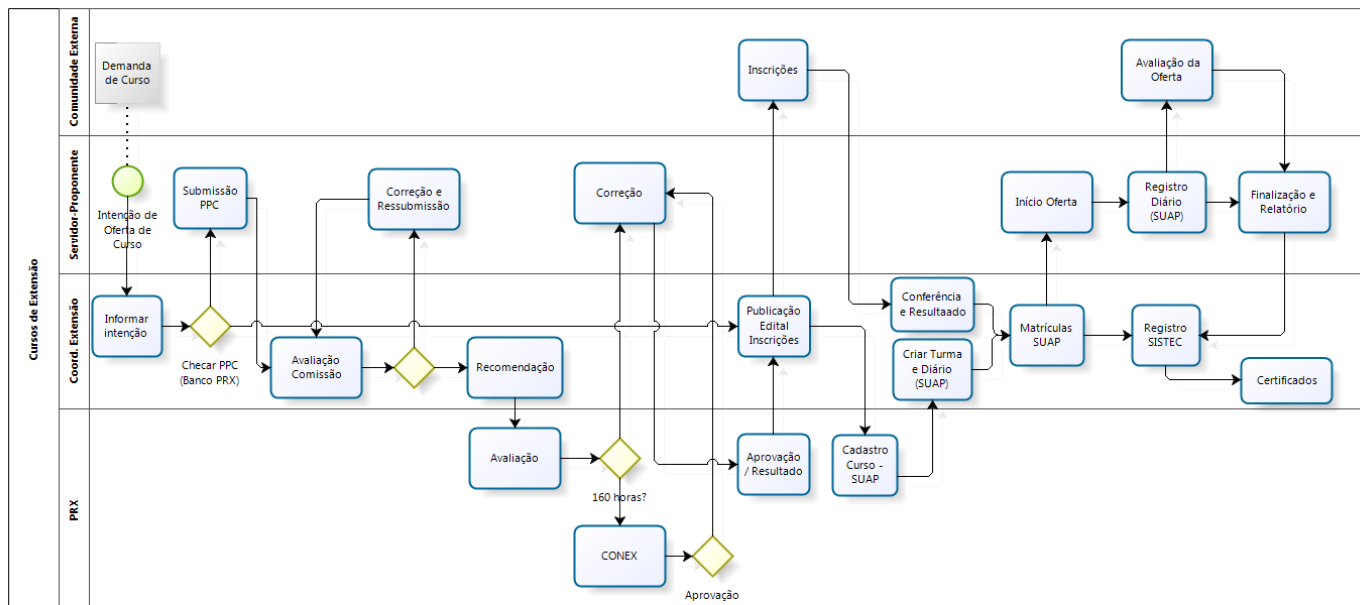 Cursos de Extensão
Comunidade Externa
Demanda
de Curso
Inscrições
Avaliação da
Oferta
Servidor-Proponente
Intenção de
Oferta de
Curso
Submissão
PPC
Correção e
Ressubmissão
Correção
Início Oferta
Registro
Diário
(SUAP)
Finalização e
Relatório
Coord. Extensão
Informar
intenção
Checar PPC
(Banco PRX)
Avaliação
Comissão
Recomendação
Publicação
Edital
Inscrições
Conferência
e Resultaado
Criar Turma
e Diário
(SUAP)
Matrículas
SUAP
Registro
SISTEC
Certificados
PRX
Avaliação
160 horas?
CONEX
Aprovação
Aprovação
/ Resultado
Cadastro
Curso -
SUAP